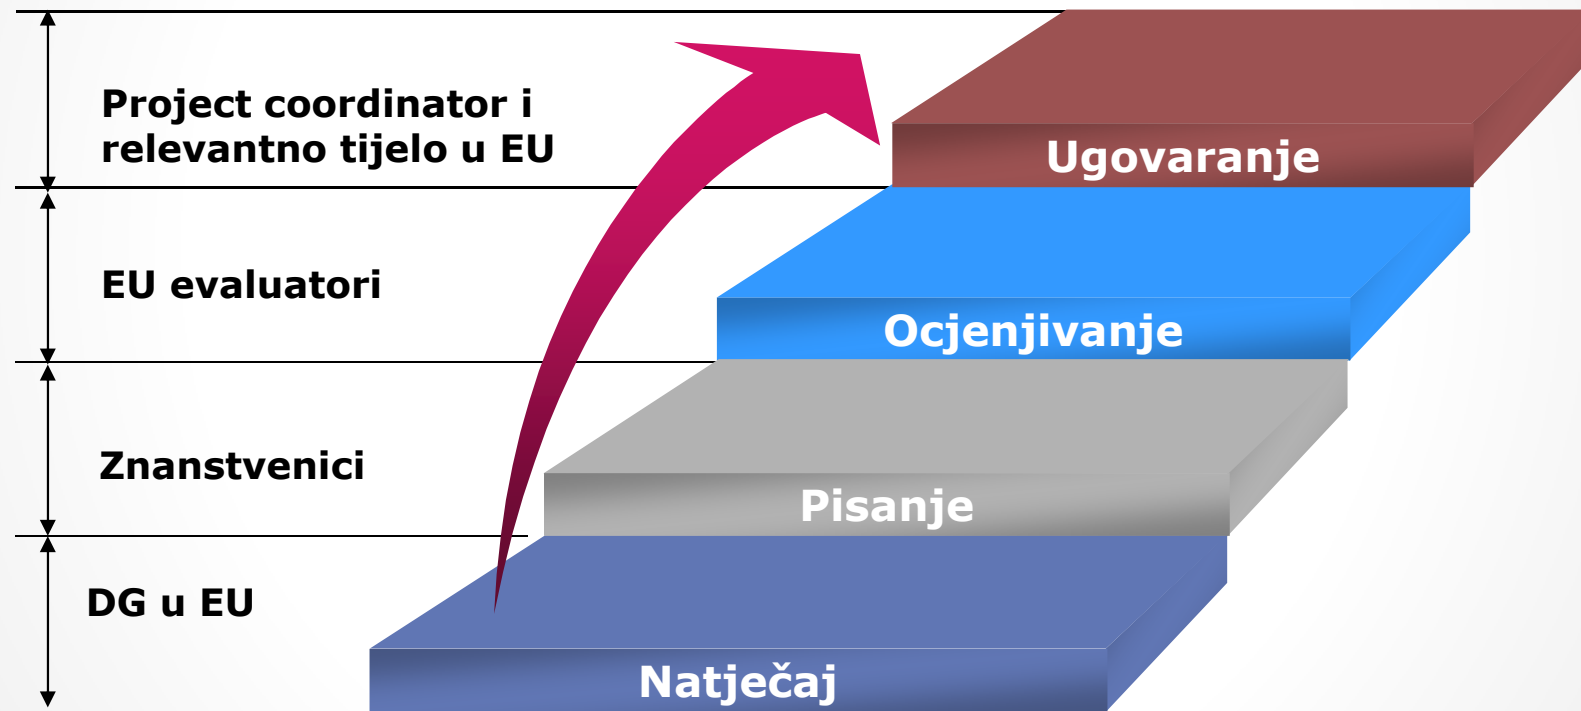 Project coordinator i
relevantno tijelo u EU
Ugovaranje
EU evaluatori
Ocjenjivanje
Znanstvenici
Pisanje
DG u EU
Natječaj